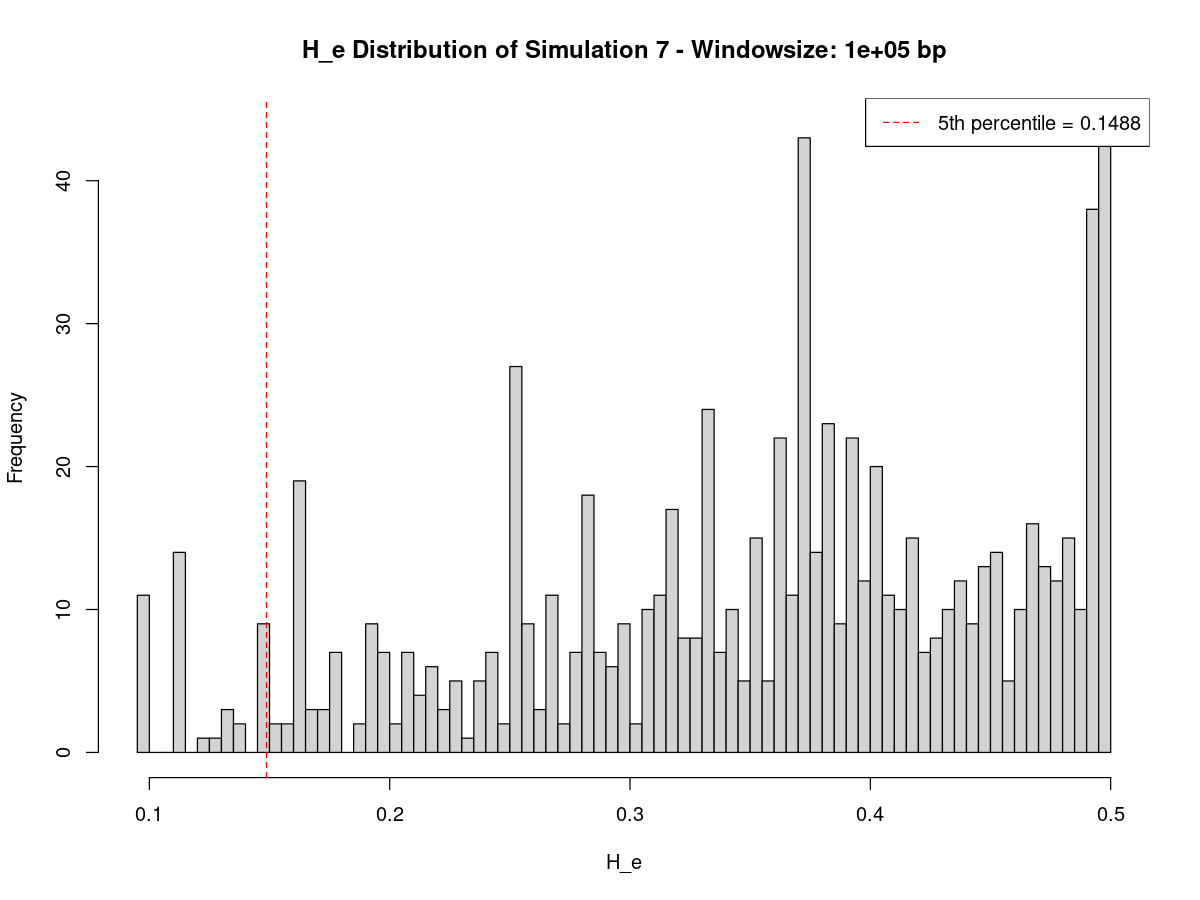 H_e Distribution of Simulation 7 - Windowsize: 1e+05 bp
5th percentile = 0.1488
Frequency
40
30
20
10
0
0.1 0.2 0.3 0.4 0.5
H_e